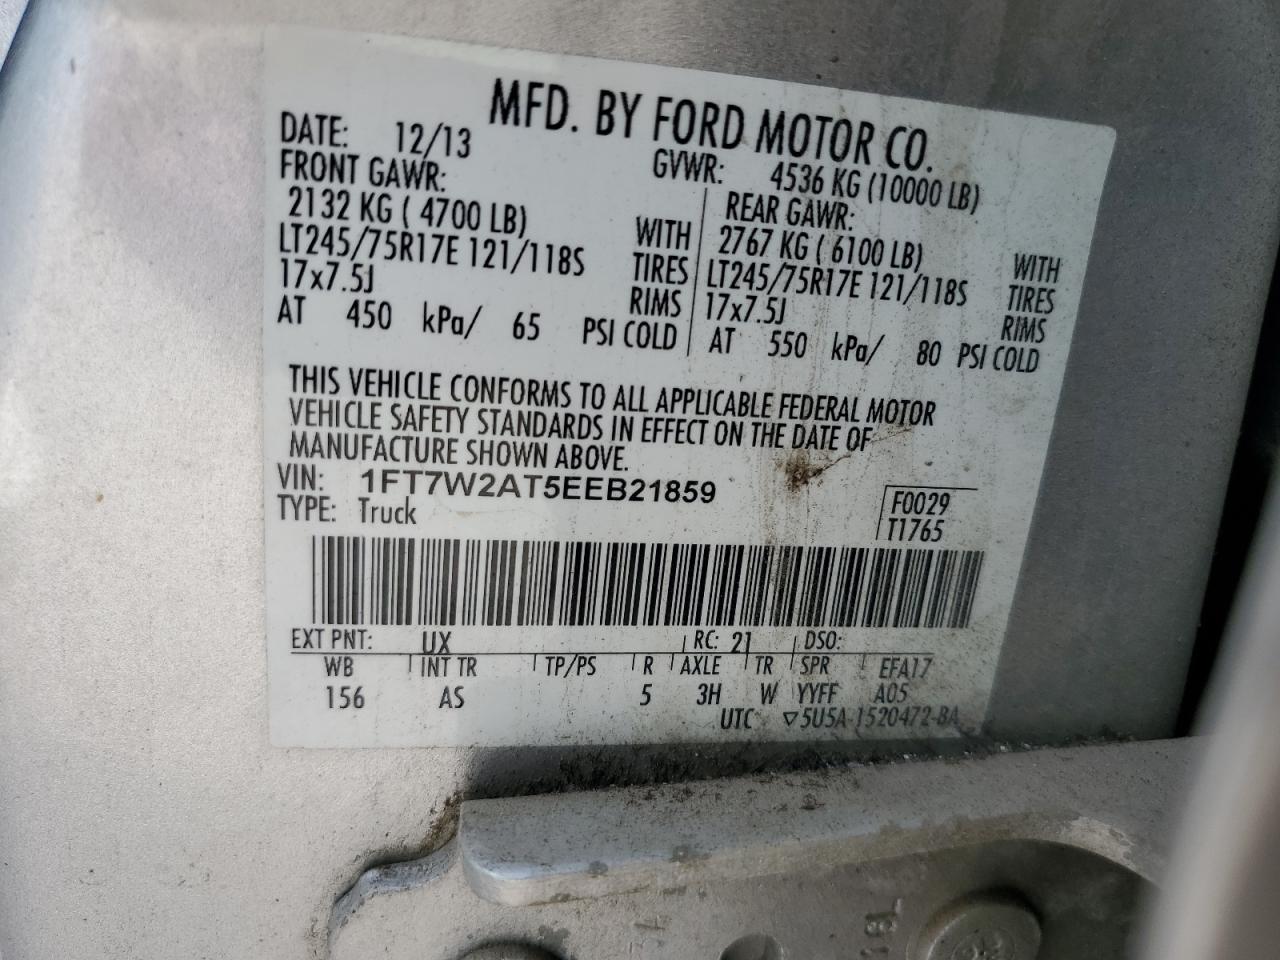 MFD. BY FORD MOTOR CO.
DATE: 12/13 GVWR: 4536 KG (10000 LB)
FRONT GAWR: REAR GAWR:
2132 KG ( 4700 LB) WITH 2767 KG ( 6100 LB) WITH
LT245/75R17E 121/118S TIRES LT245/75R17E 121/118S TIRES
17x7.5J RIMS 17x7.5J RIMS
AT 450 kPa/ 65 PSI COLD AT 550 kPa/ 80 PSI COLD
THIS VEHICLE CONFORMS TO ALL APPLICABLE FEDERAL MOTOR
VEHICLE SAFETY STANDARDS IN EFFECT ON THE DATE OF
MANUFACTURE SHOWN ABOVE.
VIN: 1FT7W2AT5EEB21859
TYPE: Truck
F0029
T1765
EXT PNT: UX RC: 21 DSO:
WB INT TR TP/PS R AXLE TR SPR EFA17
156 AS 5 3H W YYFF A05
UTC ▽5U5A-1520472-BA